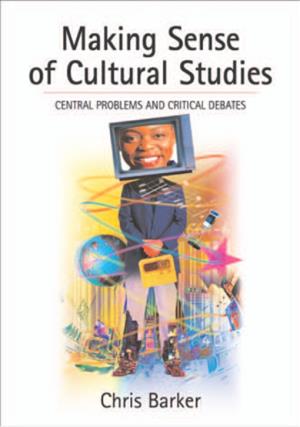 Making Sense
of Cultural Studies
CENTRAL PROBLEMS AND CRITICAL DEBATES
Chris Barker